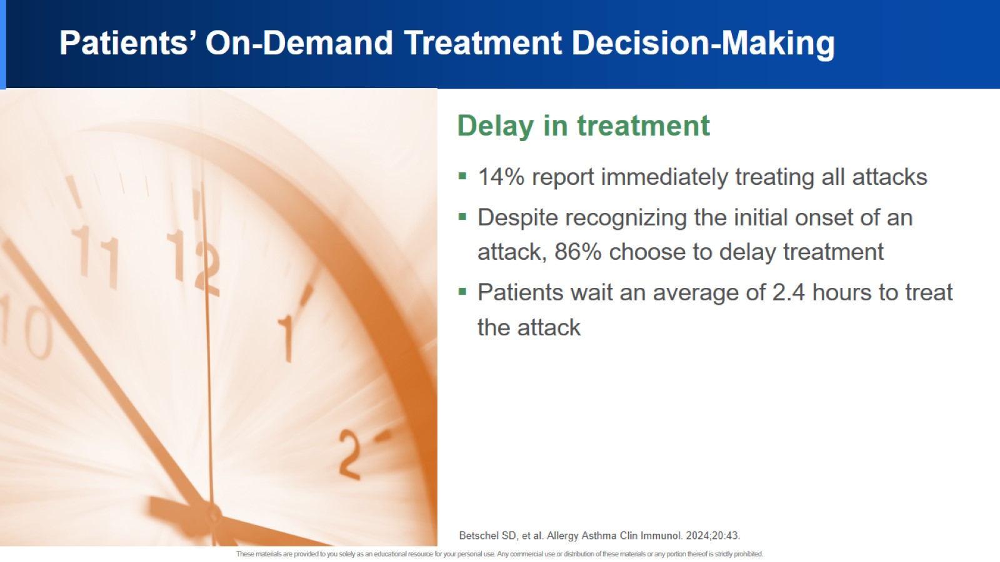 Patients’ On-Demand Treatment Decision-Making
Delay in treatment
▪ 14% report immediately treating all attacks
▪ Despite recognizing the initial onset of an
attack, 86% choose to delay treatment
▪ Patients wait an average of 2.4 hours to treat
the attack
11
12
1
10
2
Betschel SD, et al. Allergy Asthma Clin Immunol. 2024;20:43.
These materials are provided to you solely as an educational resource for your personal use. Any commercial use or distribution of these materials or any portion thereof is strictly prohibited.